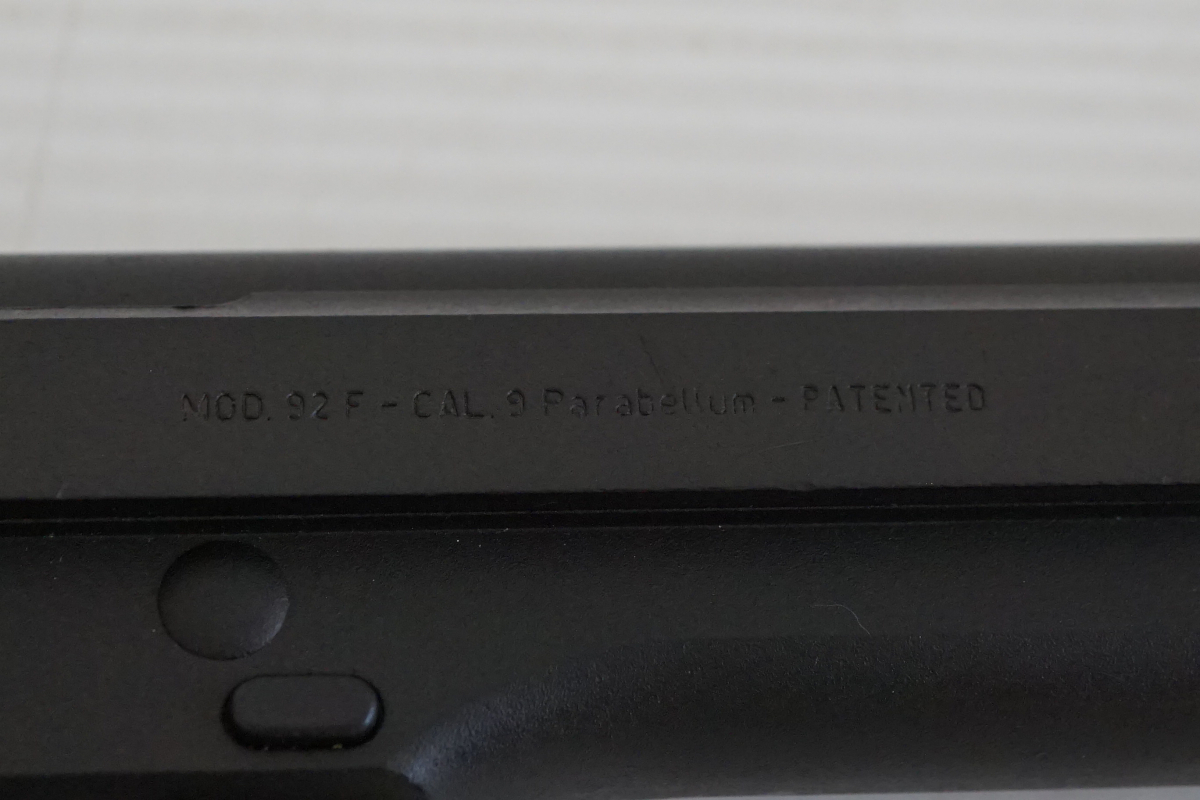 MOD. 92 F - CAL. 9 Parabellum - PATENTED